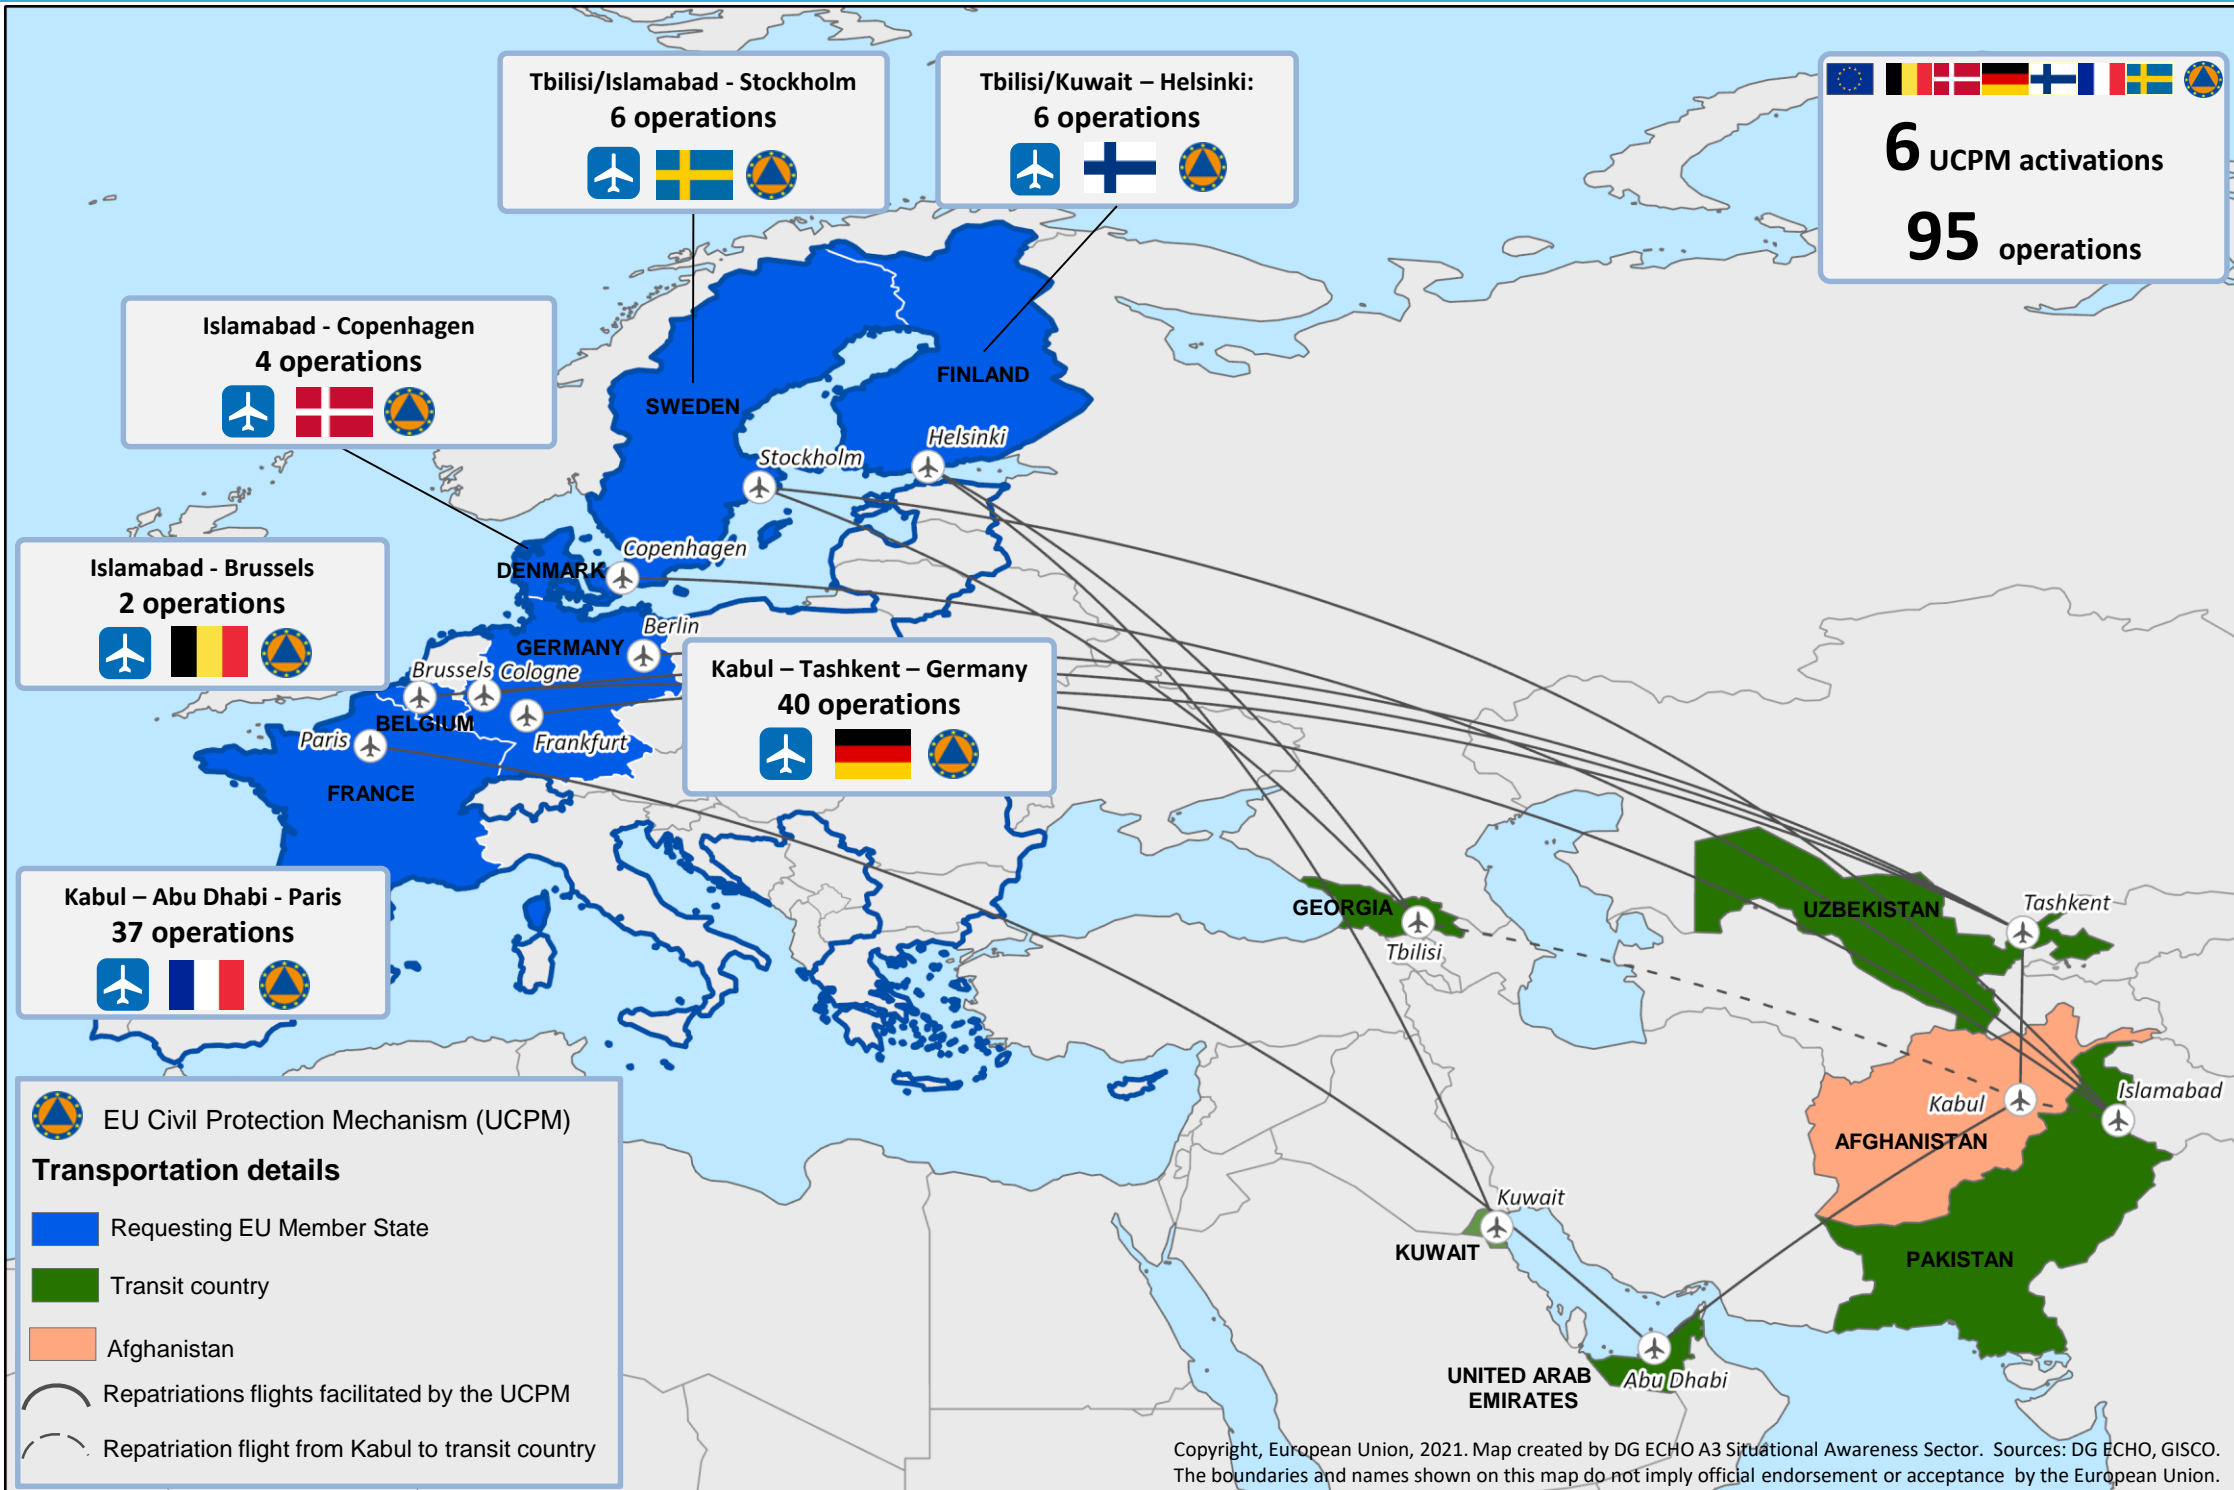 Tbilisi/Islamabad - Stockholm
6 operations
Tbilisi/Kuwait – Helsinki:
6 operations
6 UCPM activations
95 operations
Islamabad - Copenhagen
4 operations
FINLAND
SWEDEN
Helsinki
Stockholm
Islamabad - Brussels
2 operations
Copenhagen
DENMARK
Berlin
GERMANY
Brussels
Cologne
BELGIUM
Paris
Frankfurt
FRANCE
Kabul – Tashkent – Germany
40 operations
Kabul – Abu Dhabi - Paris
37 operations
GEORGIA
Tbilisi
UZBEKISTAN
Tashkent
Kabul
Islamabad
AFGHANISTAN
Kuwait
KUWAIT
PAKISTAN
UNITED ARAB
EMIRATES
Abu Dhabi
EU Civil Protection Mechanism (UCPM)
Transportation details
Requesting EU Member State
Transit country
Afghanistan
Repatriations flights facilitated by the UCPM
Repatriation flight from Kabul to transit country
Copyright, European Union, 2021. Map created by DG ECHO A3 Situational Awareness Sector. Sources: DG ECHO, GISCO.
The boundaries and names shown on this map do not imply official endorsement or acceptance by the European Union.